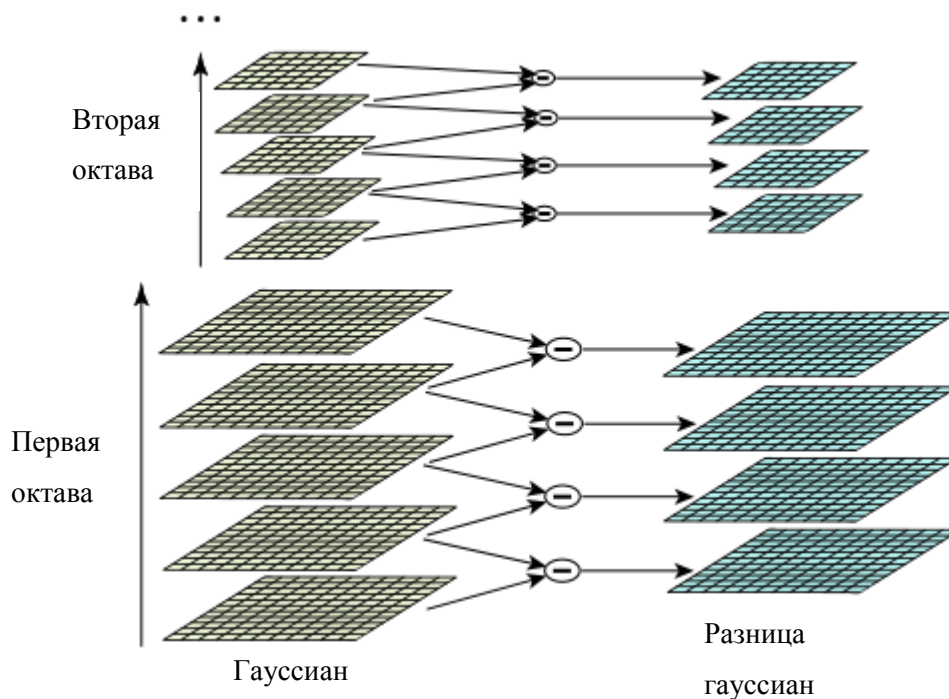 ...
Вторая
октава
Первая
октава
Гауссиан
Разница
гауссиан